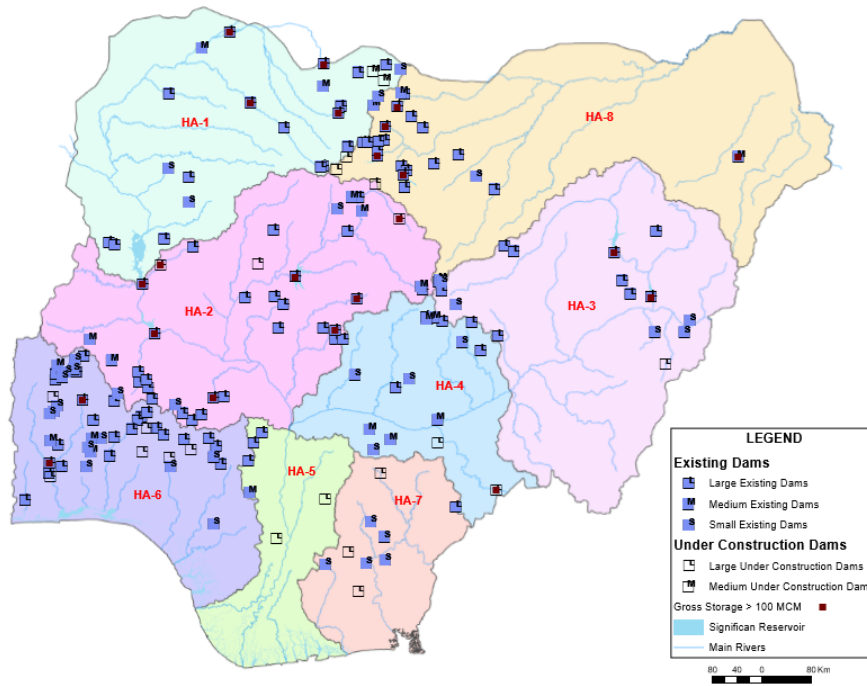 HA-1
HA-8
HA-2
HA-3
HA-4
HA-5
HA-6
HA-7
LEGEND
Existing Dams
L Large Existing Dams
M Medium Existing Dams
S Small Existing Dams
Under Construction Dams
L Large Under Construction Dams
M Medium Under Construction Dam
Gross Storage > 100 MCM
Significan Reservoir
Main Rivers
80 40 0 80 Km